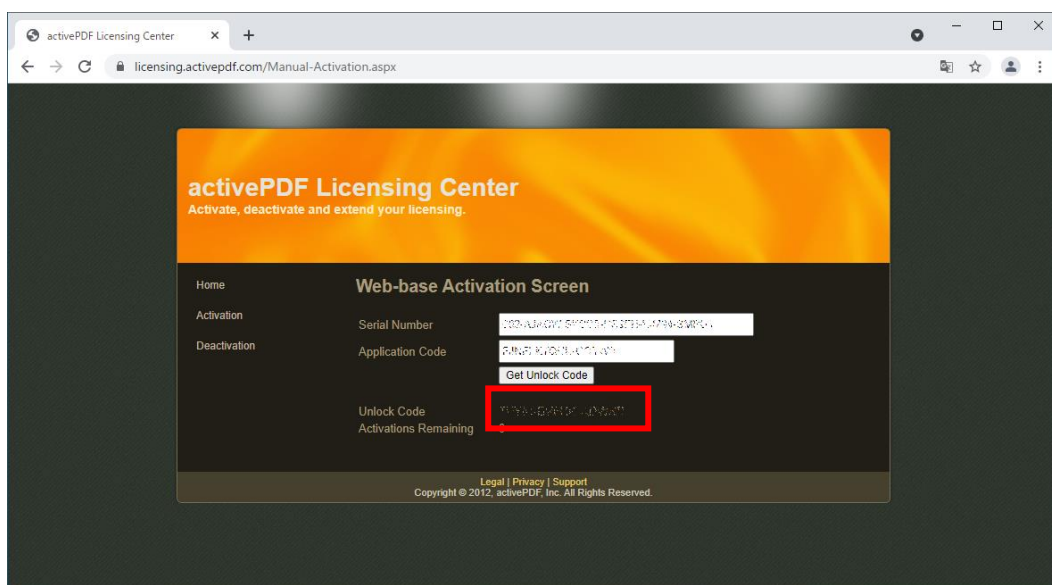 activePDF Licensing Center
licensing.activepdf.com/Manual-Activation.aspx
activePDF Licensing Center
Activate, deactivate and extend your licensing.
Home
Activation
Deactivation
Web-base Activation Screen
Serial Number
Application Code
Get Unlock Code
Unlock Code
Activations Remaining
Legal | Privacy | Support
Copyright © 2012, activePDF, Inc. All Rights Reserved.